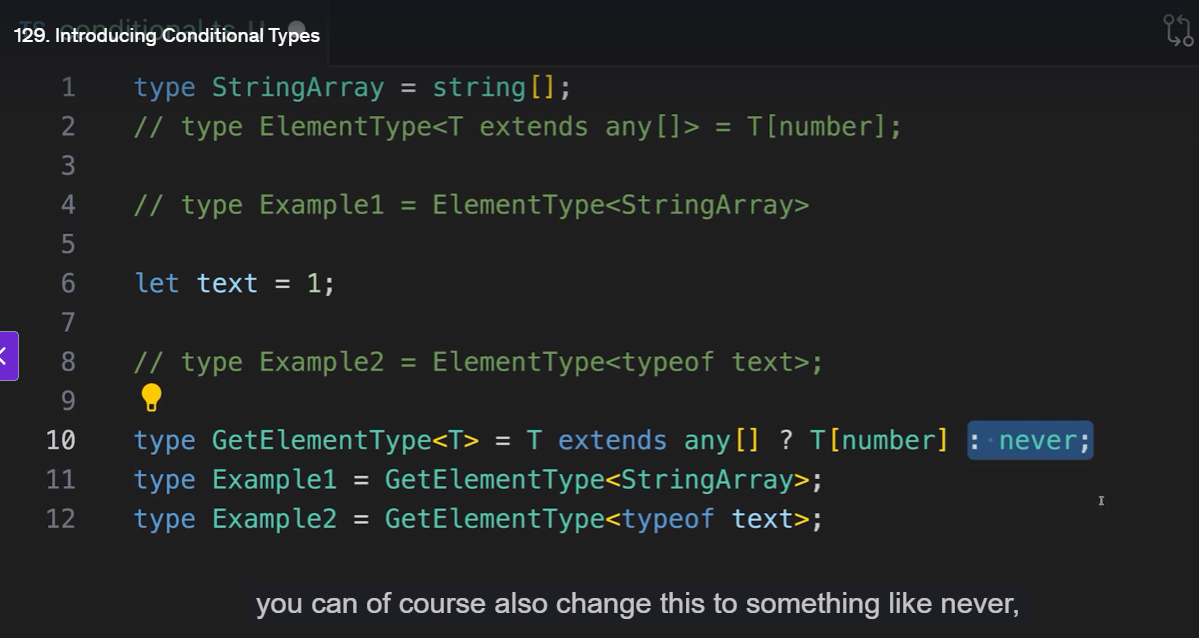 129. Introducing Conditional Types
1 type StringArray = string[];
2 // type ElementType<T extends any[]> = T[number];
3
4 // type Example1 = ElementType<StringArray>
5
6 let text = 1;
7
8 // type Example2 = ElementType<typeof text>;
9
10 type GetElementType<T> = T extends any[] ? T[number] : never;
11 type Example1 = GetElementType<StringArray>;
12 type Example2 = GetElementType<typeof text>;
you can of course also change this to something like never,